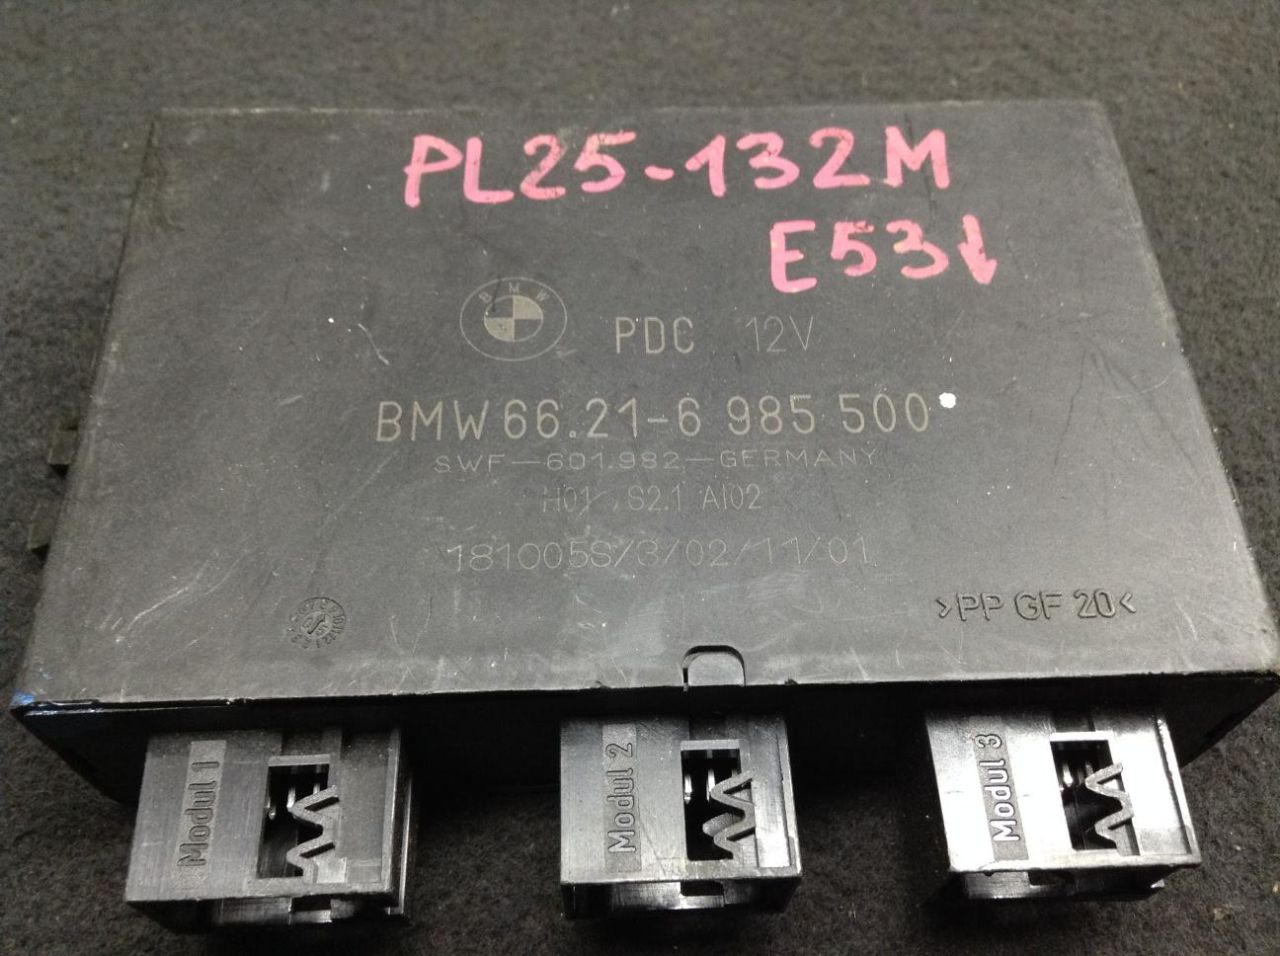 PL25-132M
E53↓
BMW
PDC 12V
BMW 66.21-6 985 500
SWF-601.982-GERMANY
H01 S2.1 AI02
181005S/3/02/11/01
>PP GF 20<
Modul 1
Modul 2
Modul 3